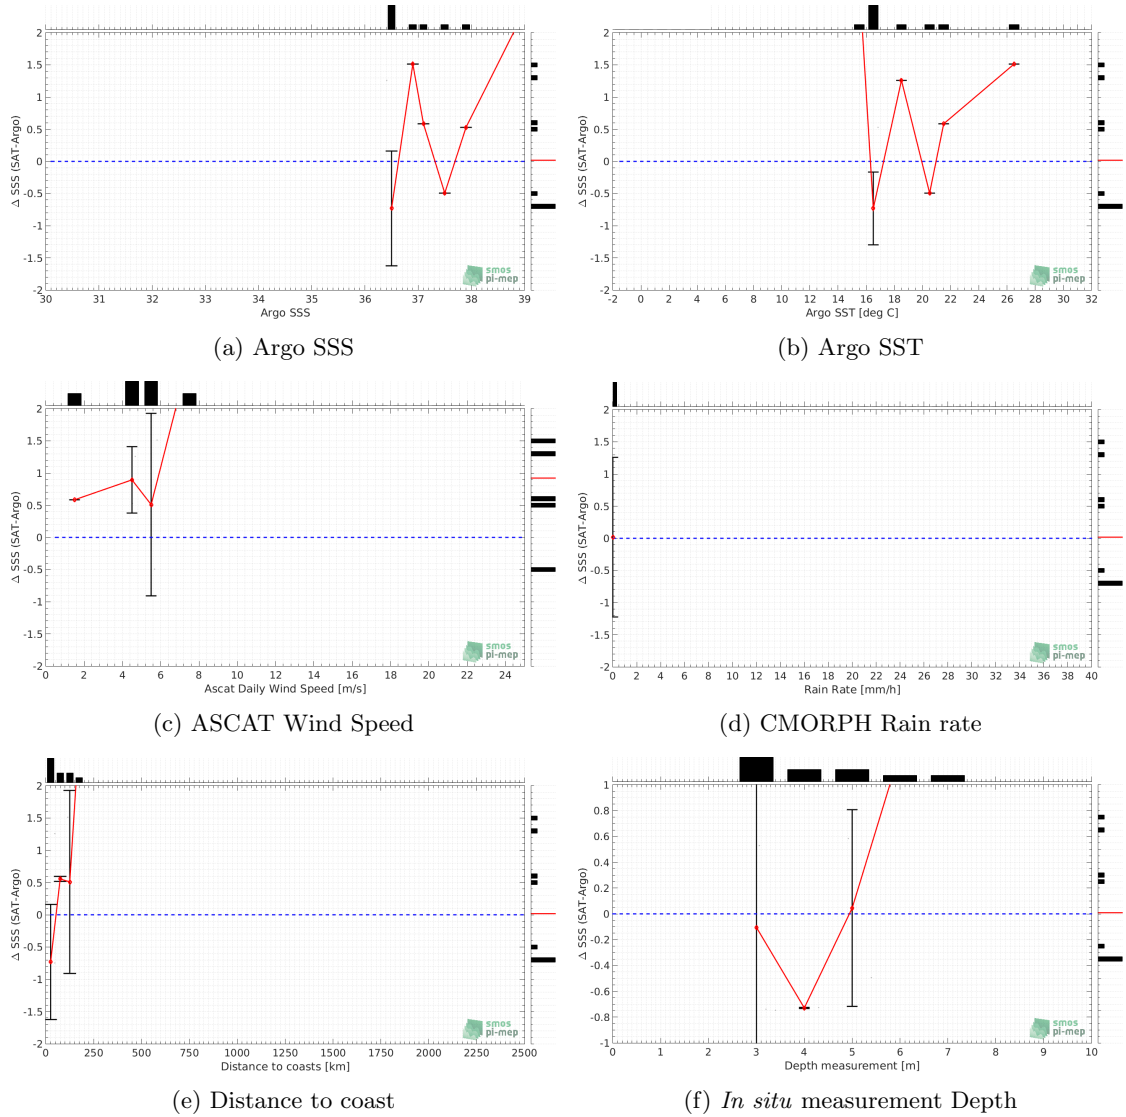 2
1.5
1
0.5
0
-0.5
-1
-1.5
-2
Δ SSS (SAT-Argo)
30 31 32 33 34 35 36 37 38 39
Argo SSS
smos
pi-mep
(a) Argo SSS
2
1.5
1
0.5
0
-0.5
-1
-1.5
-2
Δ SSS (SAT-Argo)
-2 0 2 4 6 8 10 12 14 16 18 20 22 24 26 28 30 32
Argo SST [deg C]
smos
pi-mep
(b) Argo SST
2
1.5
1
0.5
0
-0.5
-1
-1.5
-2
Δ SSS (SAT-Argo)
0 2 4 6 8 10 12 14 16 18 20 22 24
Ascat Daily Wind Speed [m/s]
smos
pi-mep
(c) ASCAT Wind Speed
2
1.5
1
0.5
0
-0.5
-1
-1.5
-2
Δ SSS (SAT-Argo)
0 2 4 6 8 10 12 14 16 18 20 22 24 26 28 30 32 34 36 38 40
Rain Rate [mm/h]
smos
pi-mep
(d) CMORPH Rain rate
2
1.5
1
0.5
0
-0.5
-1
-1.5
-2
Δ SSS (SAT-Argo)
0 250 500 750 1000 1250 1500 1750 2000 2250 2500
Distance to coasts [km]
smos
pi-mep
(e) Distance to coast
1
0.8
0.6
0.4
0.2
0
-0.2
-0.4
-0.6
-0.8
-1
Δ SSS (SAT-Argo)
0 1 2 3 4 5 6 7 8 9 10
Depth measurement [m]
smos
pi-mep
(f) In situ measurement Depth